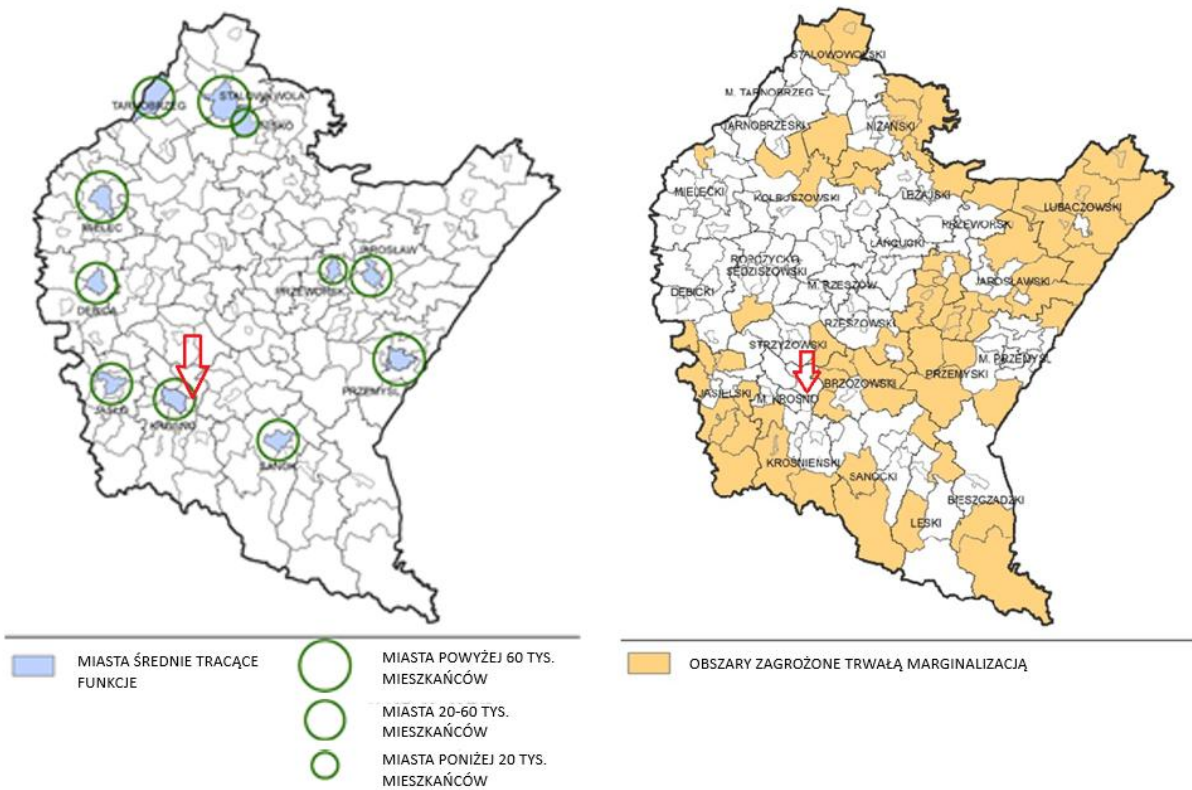 TARNOBRZEG
STALOWA WOLA
NISKO
MIELEC
JAROSŁAW
PRZEWORSK
DĘBICA
PRZEMYŚL
JASŁO
KROSNO
SANOK
MIASTA ŚREDNIE TRACĄCE
FUNKCJE
MIASTA POWYŻEJ 60 TYS.
MIESZKAŃCÓW
MIASTA 20-60 TYS.
MIESZKAŃCÓW
MIASTA PONIŻEJ 20 TYS.
MIESZKAŃCÓW
STALOWOWOLSKI
M. TARNOBRZEG
TARNOBRZESKI
NIŻAŃSKI
MIELECKI
KOLBUSZOWSKI
LEŻAJSKI
LUBACZOWSKI
PRZEWORSKI
ŁAŃCUCKI
ROPCZYCKO
SĘDZISZOWSKI
DĘBICKI
M. RZESZÓW
JAROSŁAWSKI
RZESZOWSKI
STRZYŻOWSKI
M. PRZEMYŚL
PRZEMYSKI
BRZOZOWSKI
JASIELSKI
M. KROSNO
KROŚNIEŃSKI
SANOCKI
BIESZCZADZKI
LESKI
OBSZARY ZAGROŻONE TRWAŁĄ MARGINALIZACJĄ